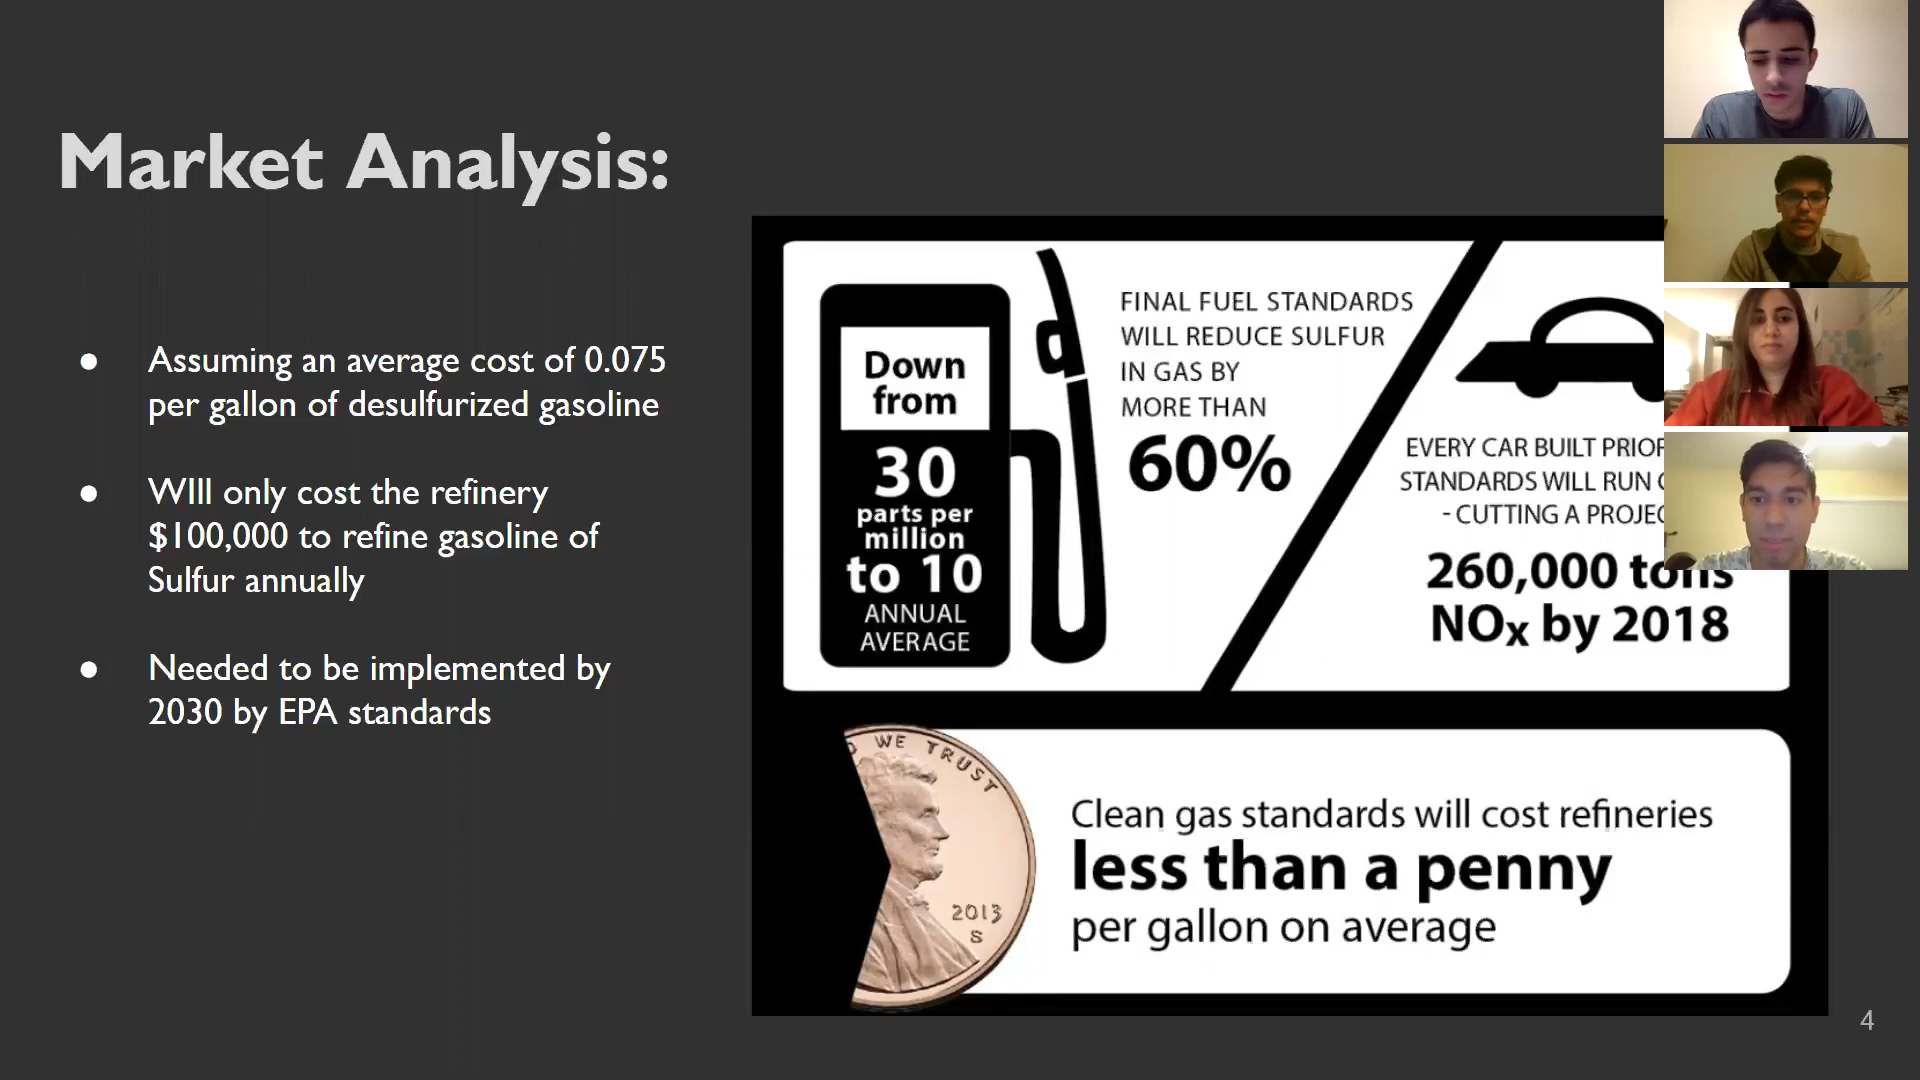 Market Analysis:
● Assuming an average cost of 0.075
per gallon of desulfurized gasoline
● WIll only cost the refinery
$100,000 to refine gasoline of
Sulfur annually
● Needed to be implemented by
2030 by EPA standards
Down
from
30
parts per
million
to 10
ANNUAL
AVERAGE
FINAL FUEL STANDARDS
WILL REDUCE SULFUR
IN GAS BY
MORE THAN
60%
EVERY CAR BUILT PRIOR
STANDARDS WILL RUN
- CUTTING A
260,000 tons
NOx by 2018
WE TRUST
2013
S
Clean gas standards will cost refineries
less than a penny
per gallon on average
4